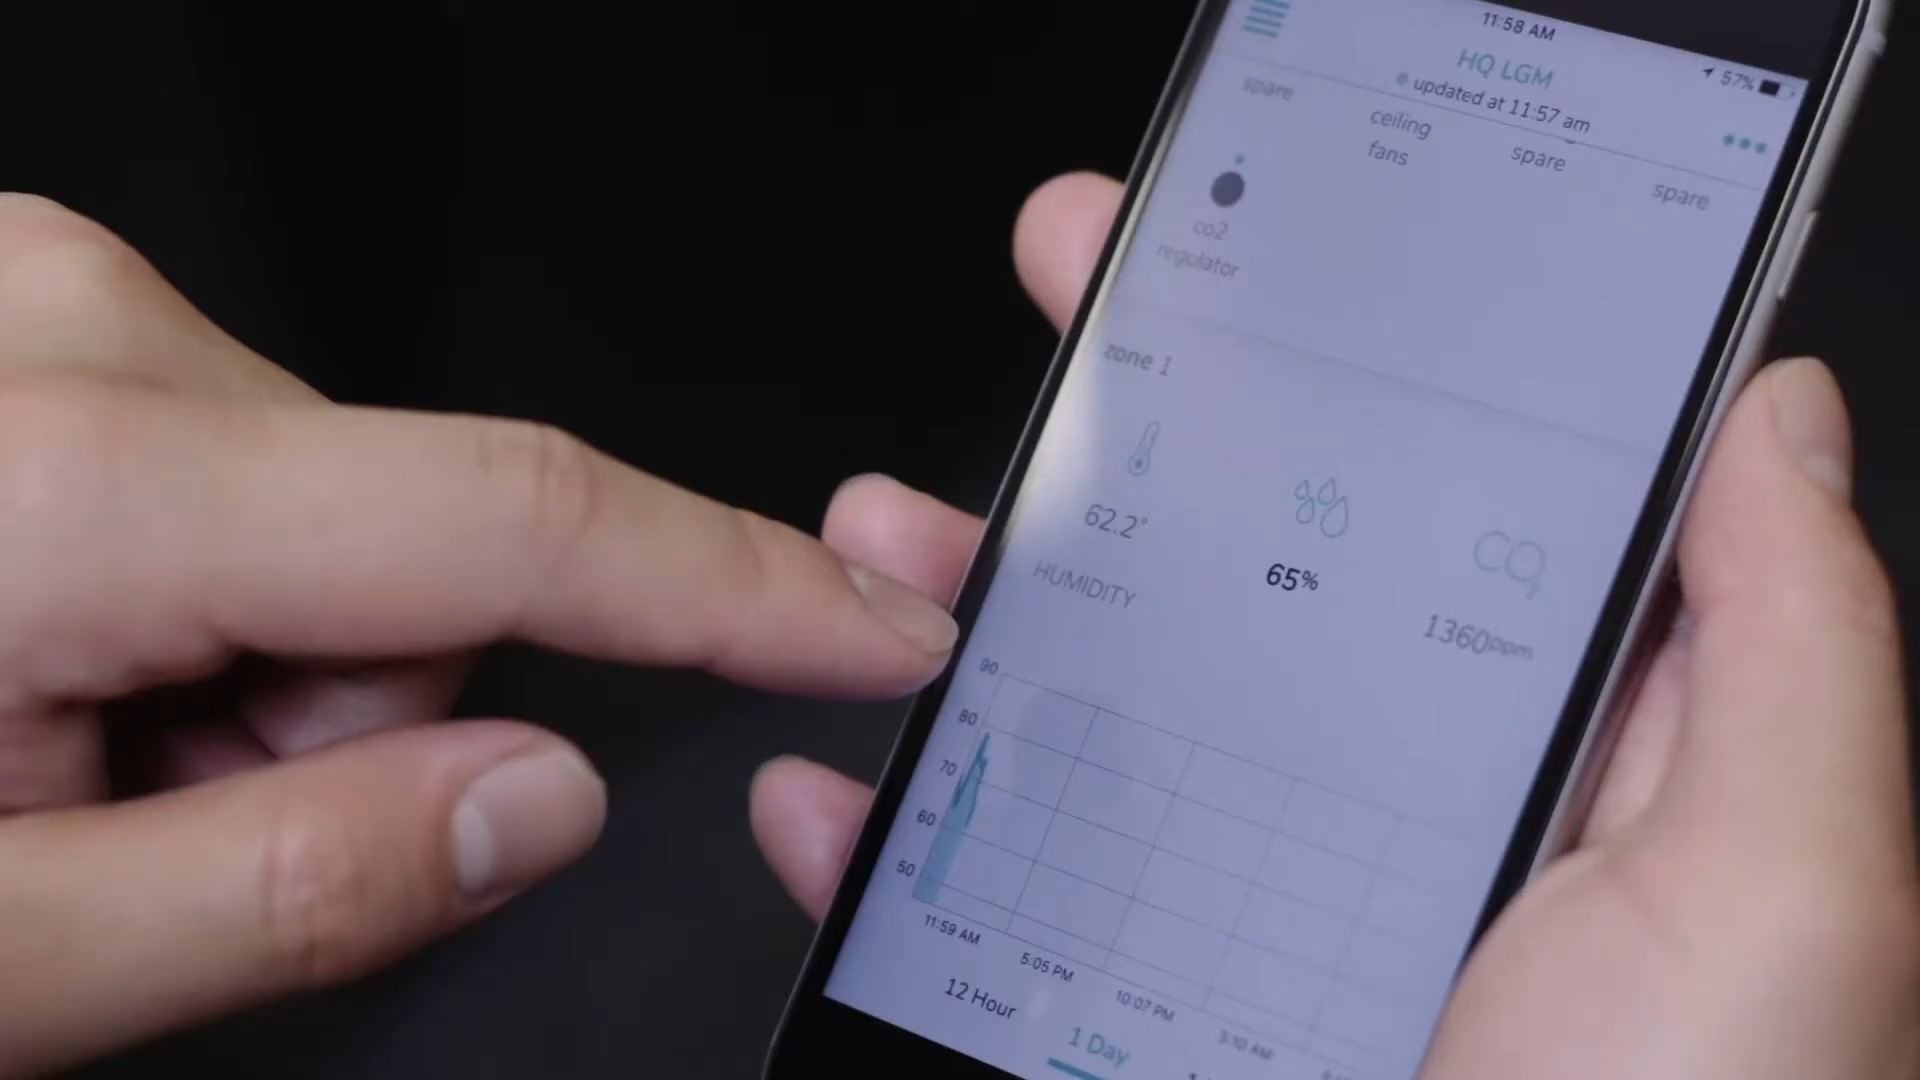 11:58 AM
57%
HQ LGM
updated at 11:57 am
spare
ceiling
fans
spare
spare
co2
regulator
zone 1
62.2°
65%
CO2
1360ppm
HUMIDITY
90
80
70
60
50
11:59 AM
5:05 PM
10:07 PM
3:10 AM
12 Hour
1 Day